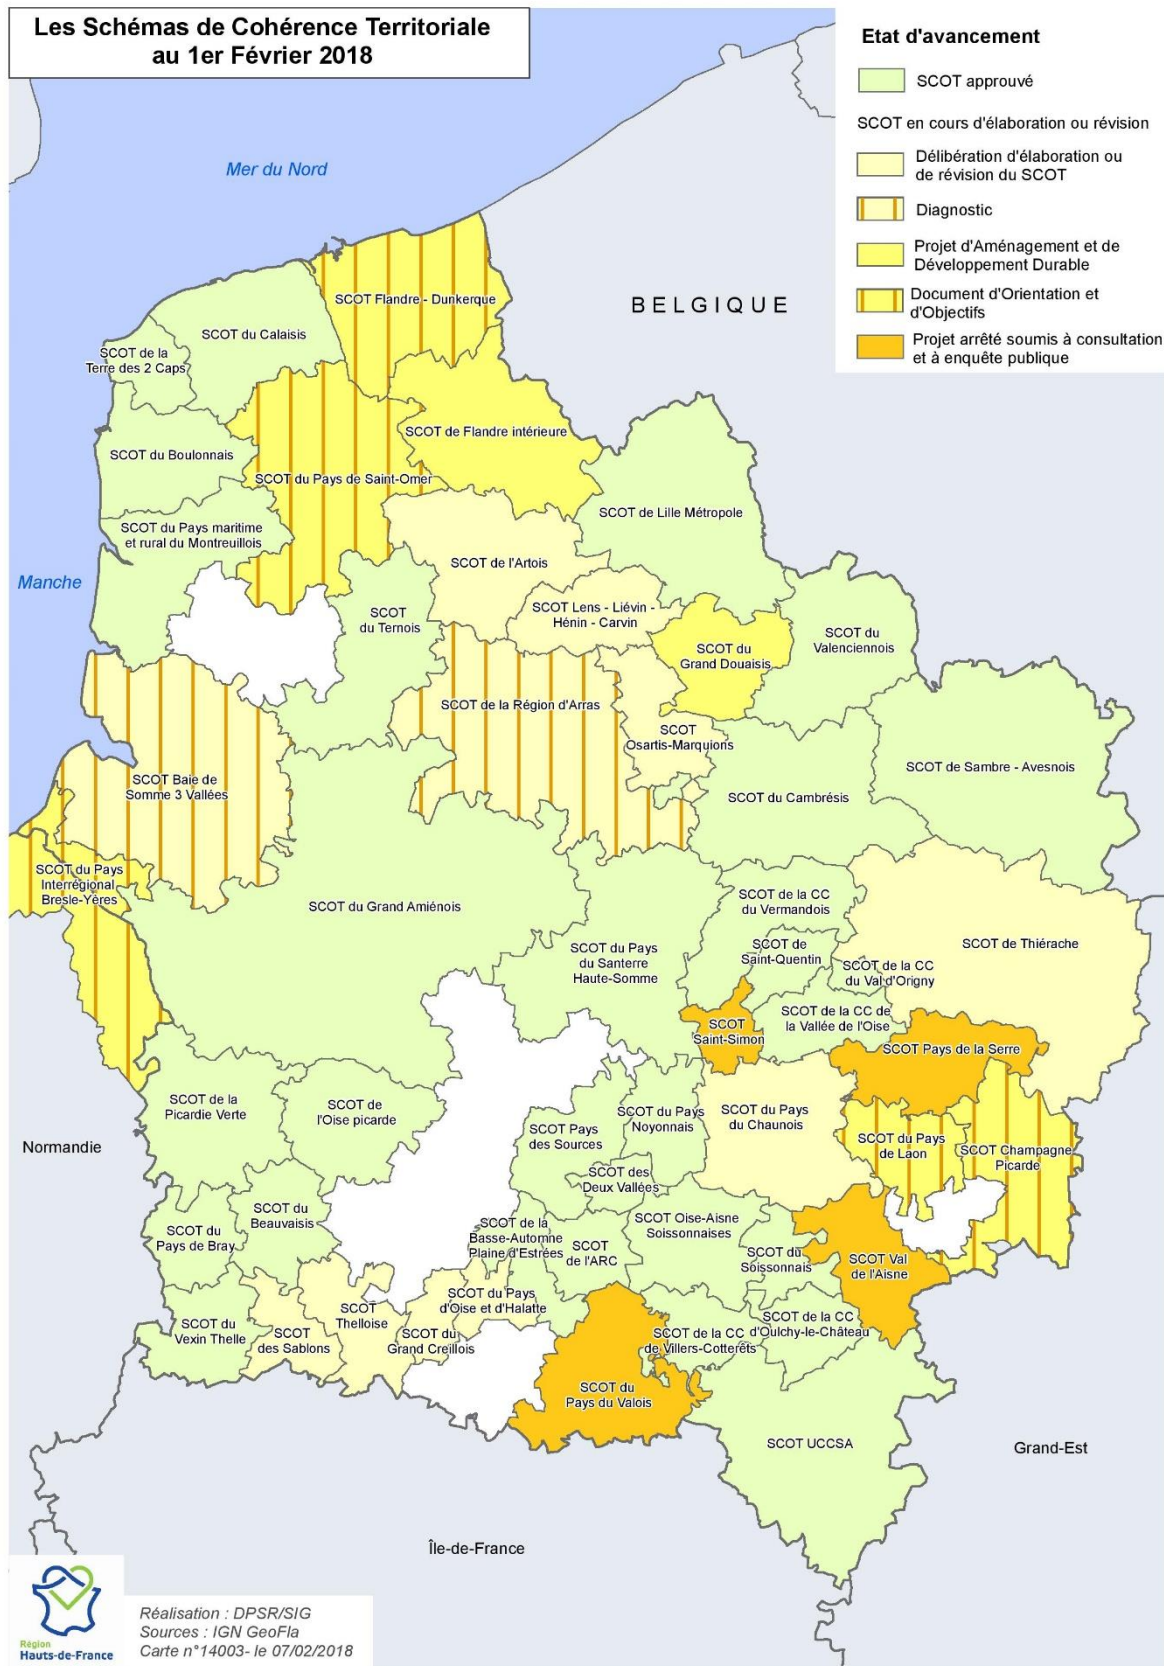 Les Schémas de Cohérence Territoriale
au 1er Février 2018
Etat d'avancement
SCOT approuvé
SCOT en cours d'élaboration ou révision
Délibération d'élaboration ou
de révision du SCOT
Diagnostic
Projet d'Aménagement et de
Développement Durable
Document d'Orientation et
d'Objectifs
Projet arrêté soumis à consultation
et à enquête publique
Mer du Nord
BELGIQUE
SCOT Flandre - Dunkerque
SCOT du Calaisis
SCOT de la
Terre des 2 Caps
SCOT de Flandre intérieure
SCOT du Boulonnais
SCOT du Pays de Saint-Omer
SCOT de Lille Métropole
SCOT du Pays maritime
et rural du Montreuillois
Manche
SCOT de l'Artois
SCOT
du Ternois
SCOT Lens - Liévin -
Hénin - Carvin
SCOT du
Grand Douaisis
SCOT du
Valenciennois
SCOT de la Région d'Arras
SCOT
Osartis-Marquions
SCOT Baie de
Somme 3 Vallées
SCOT du Cambrésis
SCOT de Sambre - Avesnois
SCOT du Pays
Interrégional
Bresle-Yères
SCOT du Grand Amiénois
SCOT de la CC
du Vermandois
SCOT du Pays
du Santerre
Haute-Somme
SCOT de
Saint-Quentin
SCOT de Thiérache
SCOT de la CC
du Val d'Origny
SCOT
Saint-Simon
SCOT de la CC de
la Vallée de l'Oise
SCOT Pays de la Serre
SCOT de la
Picardie Verte
SCOT de
l'Oise picarde
SCOT Pays
des Sources
SCOT du Pays
Noyonnais
SCOT du Pays
du Chaunois
SCOT du Pays
de Laon
SCOT Champagne
Picarde
Normandie
SCOT des
Deux Vallées
SCOT du
Pays de Bray
SCOT du
Beauvaisis
SCOT de la
Basse-Automne
Plaine d'Estrées
SCOT
de l'ARC
SCOT Oise-Aisne
Soissonnaises
SCOT du
Soissonnais
SCOT Val
de l'Aisne
SCOT du
Vexin Thelle
SCOT
des Sablons
SCOT
Thelloise
SCOT du Pays
d'Oise et d'Halatte
SCOT du
Grand Creillois
SCOT de la CC
de Villers-Cotterêts
SCOT de la CC
d'Oulchy-le-Château
SCOT du
Pays du Valois
SCOT UCCSA
Grand-Est
Île-de-France
Région
Hauts-de-France
Réalisation : DPSR/SIG
Sources : IGN GeoFla
Carte n°14003- le 07/02/2018